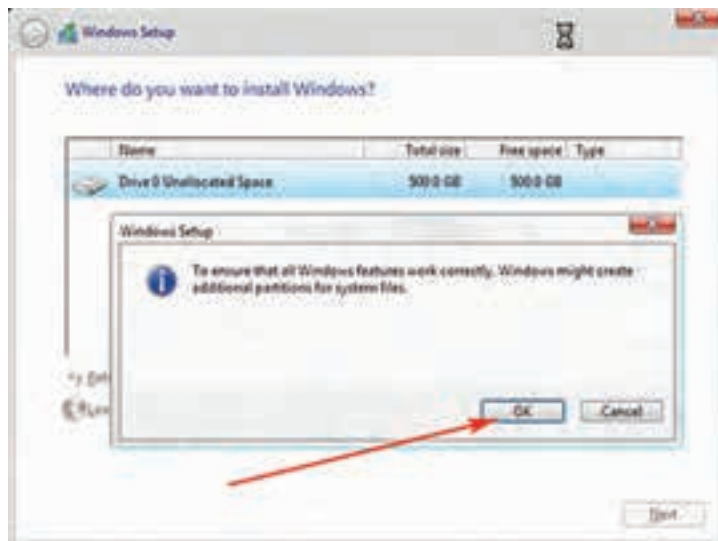 Windows Setup
Where do you want to install Windows?
Name Total size Free space Type
Drive 0 Unallocated Space 500.0 GB 500.0 GB
Windows Setup
To ensure that all Windows features work correctly, Windows might create
additional partitions for system files.
OK Cancel
Next